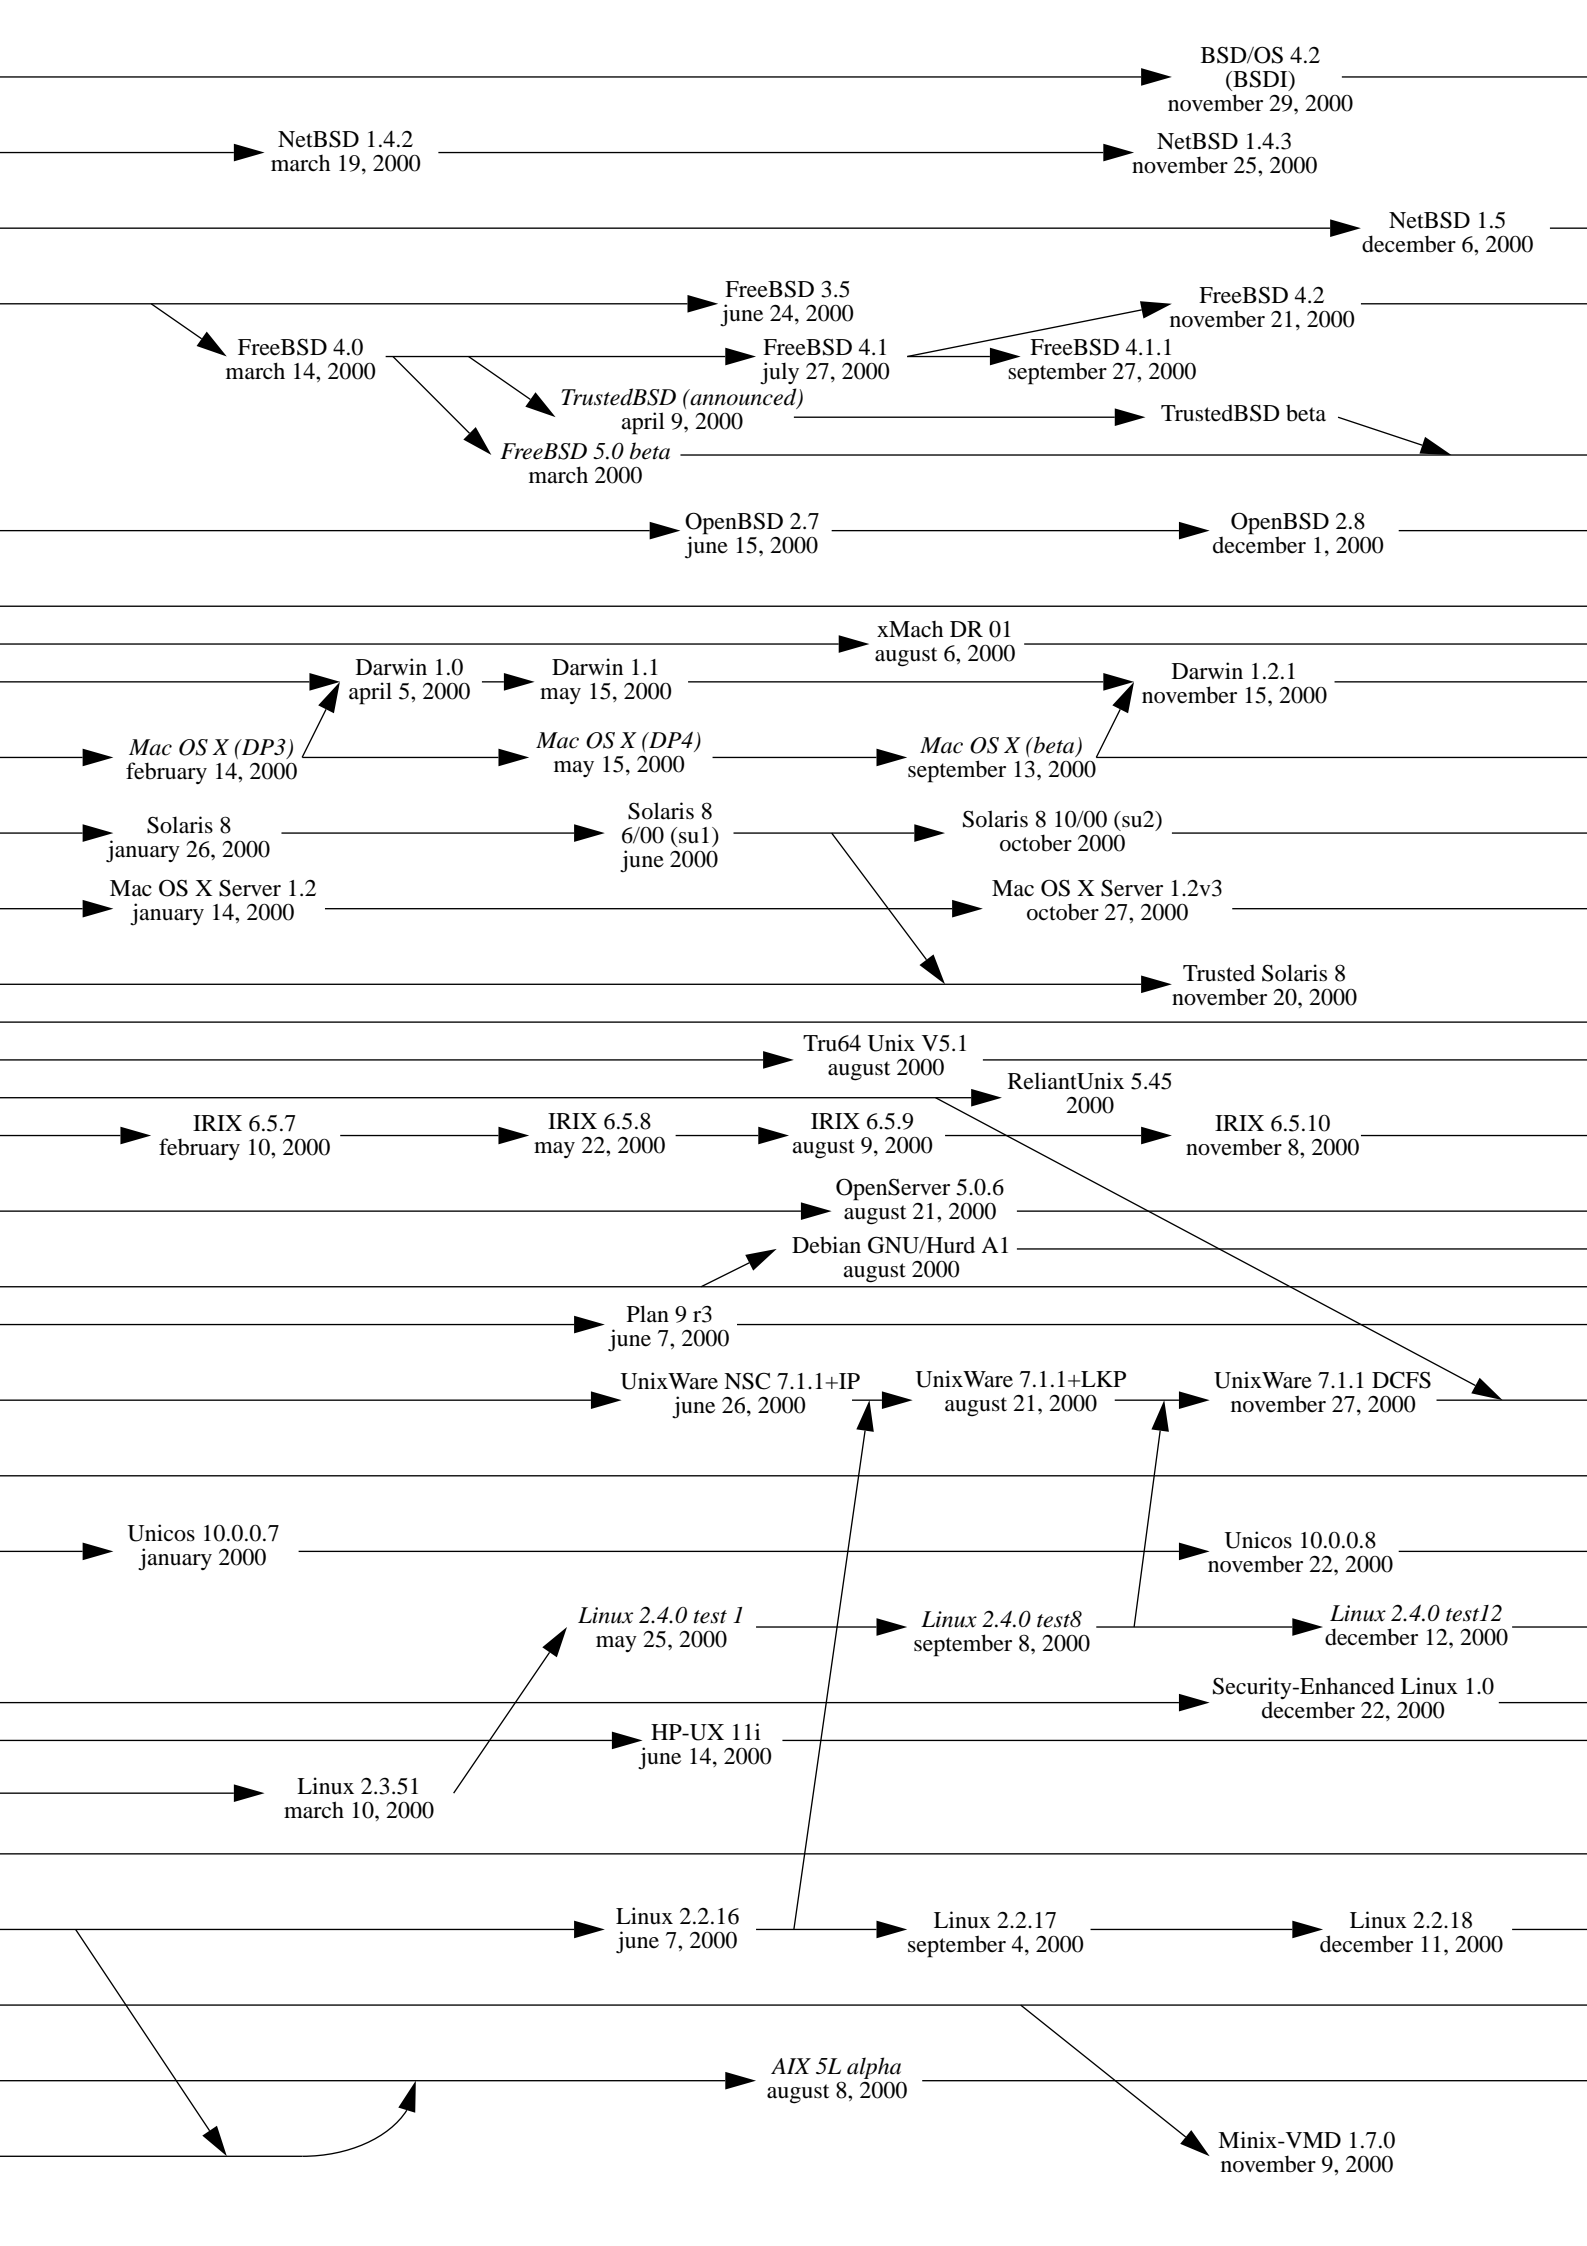 BSD/OS 4.2
(BSDI)
november 29, 2000
NetBSD 1.4.2
march 19, 2000
NetBSD 1.4.3
november 25, 2000
NetBSD 1.5
december 6, 2000
FreeBSD 3.5
june 24, 2000
FreeBSD 4.2
november 21, 2000
FreeBSD 4.0
march 14, 2000
FreeBSD 4.1
july 27, 2000
FreeBSD 4.1.1
september 27, 2000
TrustedBSD (announced)
april 9, 2000
TrustedBSD beta
FreeBSD 5.0 beta
march 2000
OpenBSD 2.7
june 15, 2000
OpenBSD 2.8
december 1, 2000
xMach DR 01
august 6, 2000
Darwin 1.0
april 5, 2000
Darwin 1.1
may 15, 2000
Darwin 1.2.1
november 15, 2000
Mac OS X (DP3)
february 14, 2000
Mac OS X (DP4)
may 15, 2000
Mac OS X (beta)
september 13, 2000
Solaris 8
january 26, 2000
Solaris 8
6/00 (su1)
june 2000
Solaris 8 10/00 (su2)
october 2000
Mac OS X Server 1.2
january 14, 2000
Mac OS X Server 1.2v3
october 27, 2000
Trusted Solaris 8
november 20, 2000
Tru64 Unix V5.1
august 2000
ReliantUnix 5.45
2000
IRIX 6.5.7
february 10, 2000
IRIX 6.5.8
may 22, 2000
IRIX 6.5.9
august 9, 2000
IRIX 6.5.10
november 8, 2000
OpenServer 5.0.6
august 21, 2000
Debian GNU/Hurd A1
august 2000
Plan 9 r3
june 7, 2000
UnixWare NSC 7.1.1+IP
june 26, 2000
UnixWare 7.1.1+LKP
august 21, 2000
UnixWare 7.1.1 DCFS
november 27, 2000
Unicos 10.0.0.7
january 2000
Unicos 10.0.0.8
november 22, 2000
Linux 2.4.0 test 1
may 25, 2000
Linux 2.4.0 test8
september 8, 2000
Linux 2.4.0 test12
december 12, 2000
Security-Enhanced Linux 1.0
december 22, 2000
HP-UX 11i
june 14, 2000
Linux 2.3.51
march 10, 2000
Linux 2.2.16
june 7, 2000
Linux 2.2.17
september 4, 2000
Linux 2.2.18
december 11, 2000
AIX 5L alpha
august 8, 2000
Minix-VMD 1.7.0
november 9, 2000